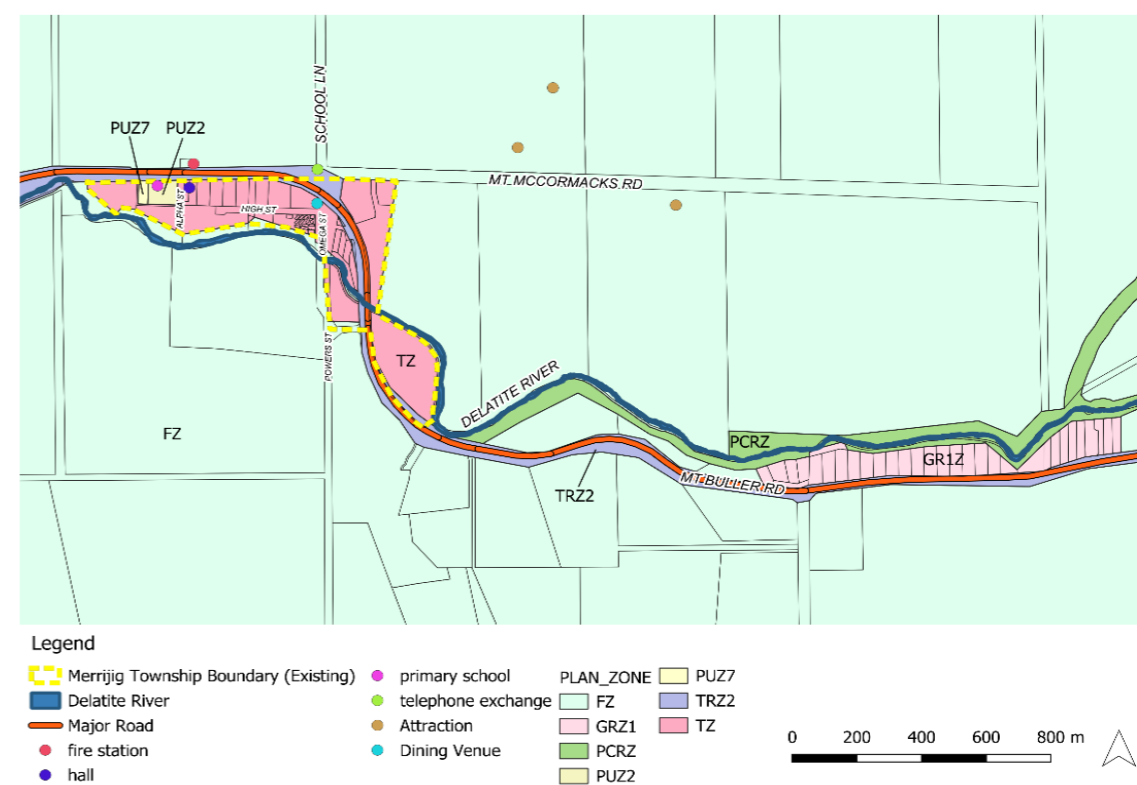 SCHOOL LN
PUZ7
PUZ2
MT.MCCORMACKS.RD
ALPHA ST
HIGH ST
OMEGA ST
POWERS ST
TZ
DELATITE RIVER
FZ
PCRZ
GR1Z
MT.BULLER RD
TRZ2
Legend
Merrijig Township Boundary (Existing)
Delatite River
Major Road
fire station
hall
primary school
telephone exchange
Attraction
Dining Venue
PLAN_ZONE
FZ
GRZ1
PCRZ
PUZ2
PUZ7
TRZ2
TZ
0 200 400 600 800 m